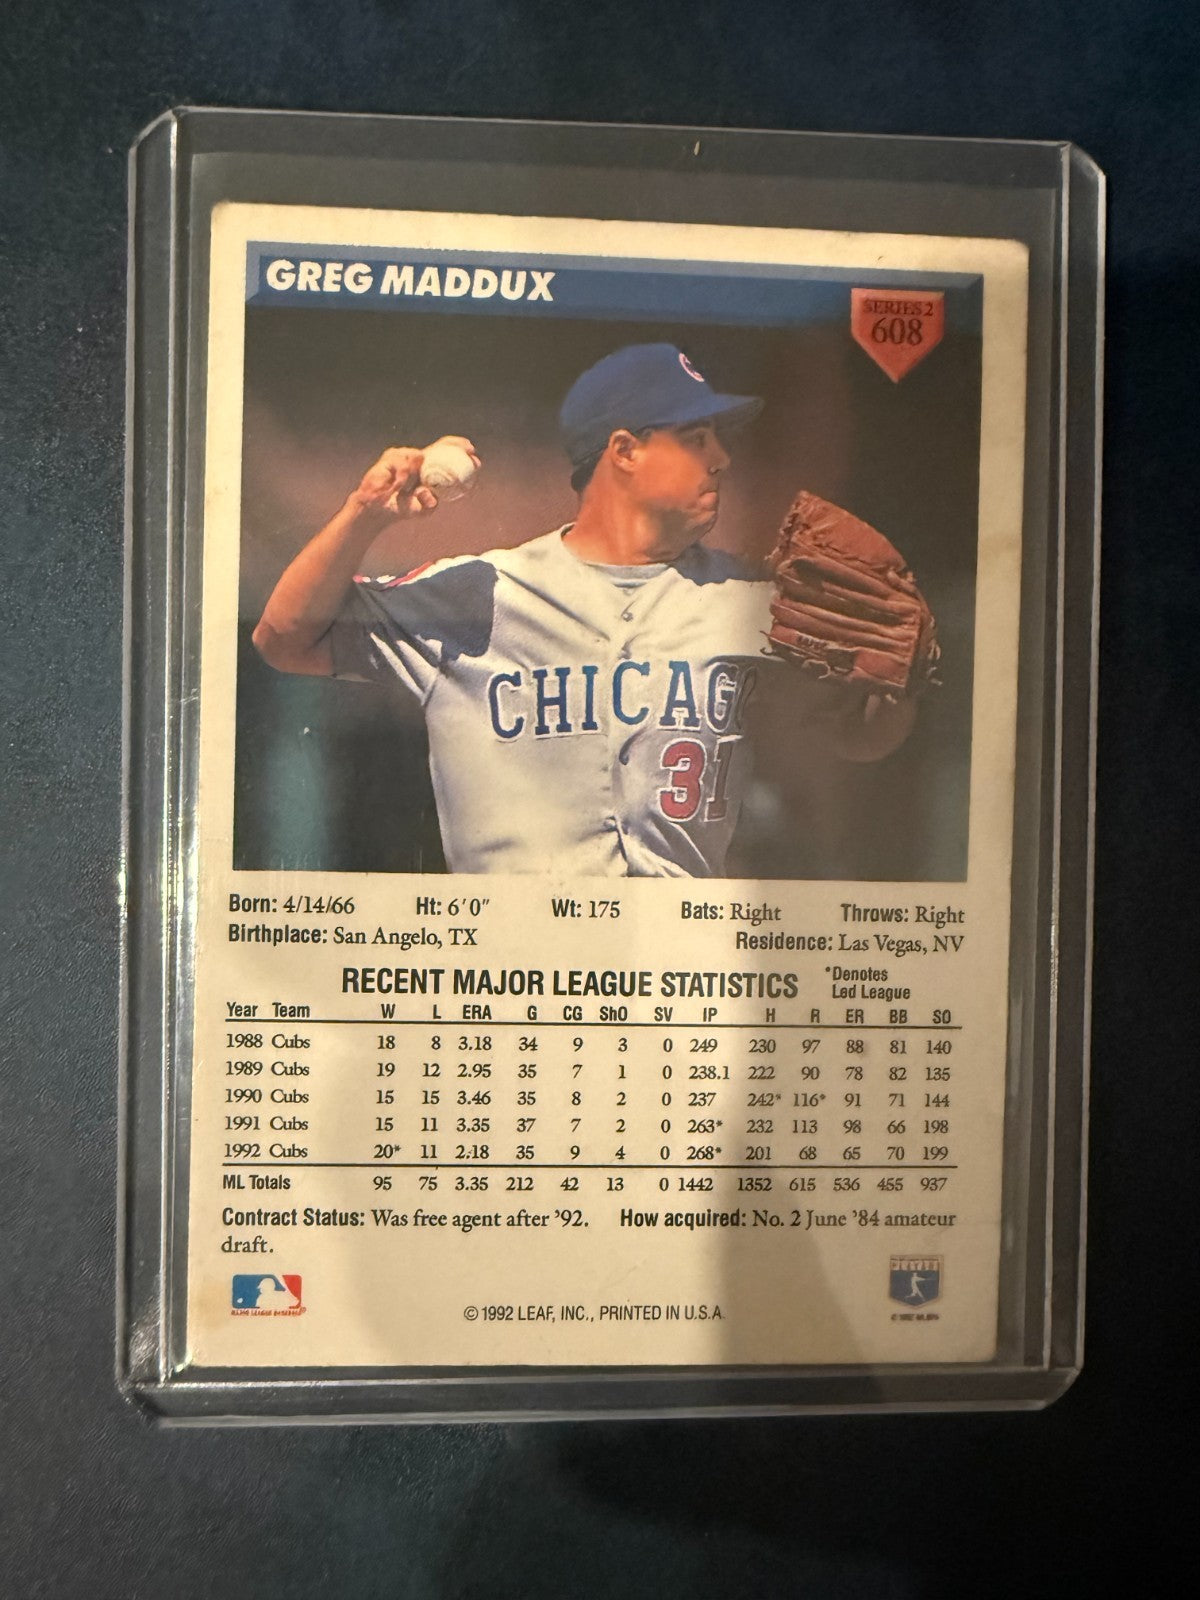 GREG MADDUX
SERIES 2
608
CHICAGO
31
Born: 4/14/66 Ht: 6'0" Wt: 175 Bats: Right Throws: Right
Birthplace: San Angelo, TX Residence: Las Vegas, NV
RECENT MAJOR LEAGUE STATISTICS *Denotes
Led League
Year Team W L ERA G CG ShO SV IP H R ER BB SO
1988 Cubs 18 8 3.18 34 9 3 0 249 230 97 88 81 140
1989 Cubs 19 12 2.95 35 7 1 0 238.1 222 90 78 82 135
1990 Cubs 15 15 3.46 35 8 2 0 237 242* 116* 91 71 144
1991 Cubs 15 11 3.35 37 7 2 0 263* 232 113 98 66 198
1992 Cubs 20* 11 2.18 35 9 4 0 268* 201 68 65 70 199
ML Totals 95 75 3.35 212 42 13 0 1442 1352 615 536 455 937
Contract Status: Was free agent after '92. How acquired: No. 2 June '84 amateur
draft.
MAJOR LEAGUE BASEBALL®
PLAYERS
© 1992 LEAF, INC., PRINTED IN U.S.A.